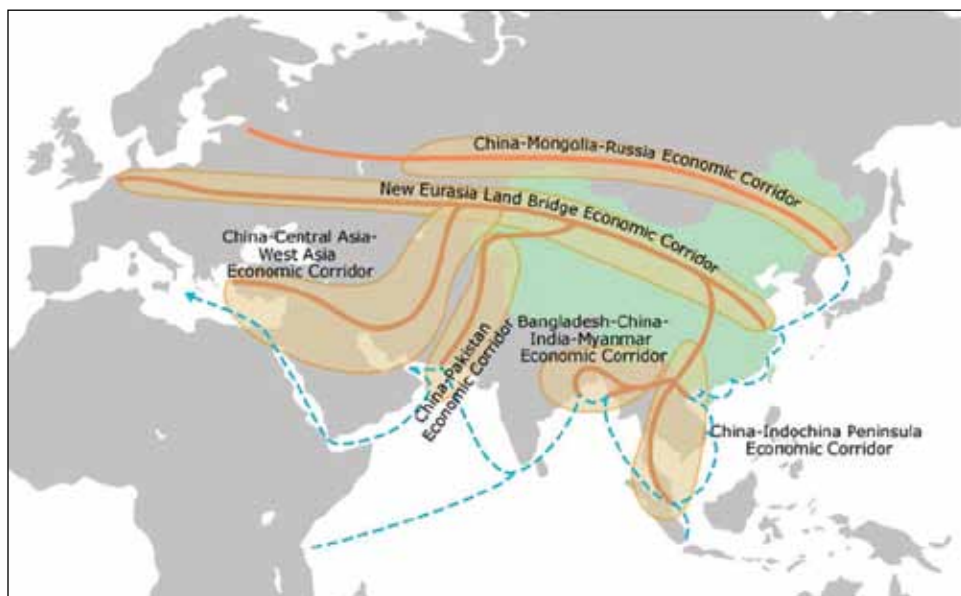 China-Mongolia-Russia Economic Corridor
New Eurasia Land Bridge Economic Corridor
China-Central Asia-
West Asia
Economic Corridor
China-Pakistan
Economic Corridor
Bangladesh-China-
India-Myanmar
Economic Corridor
China-Indochina Peninsula
Economic Corridor